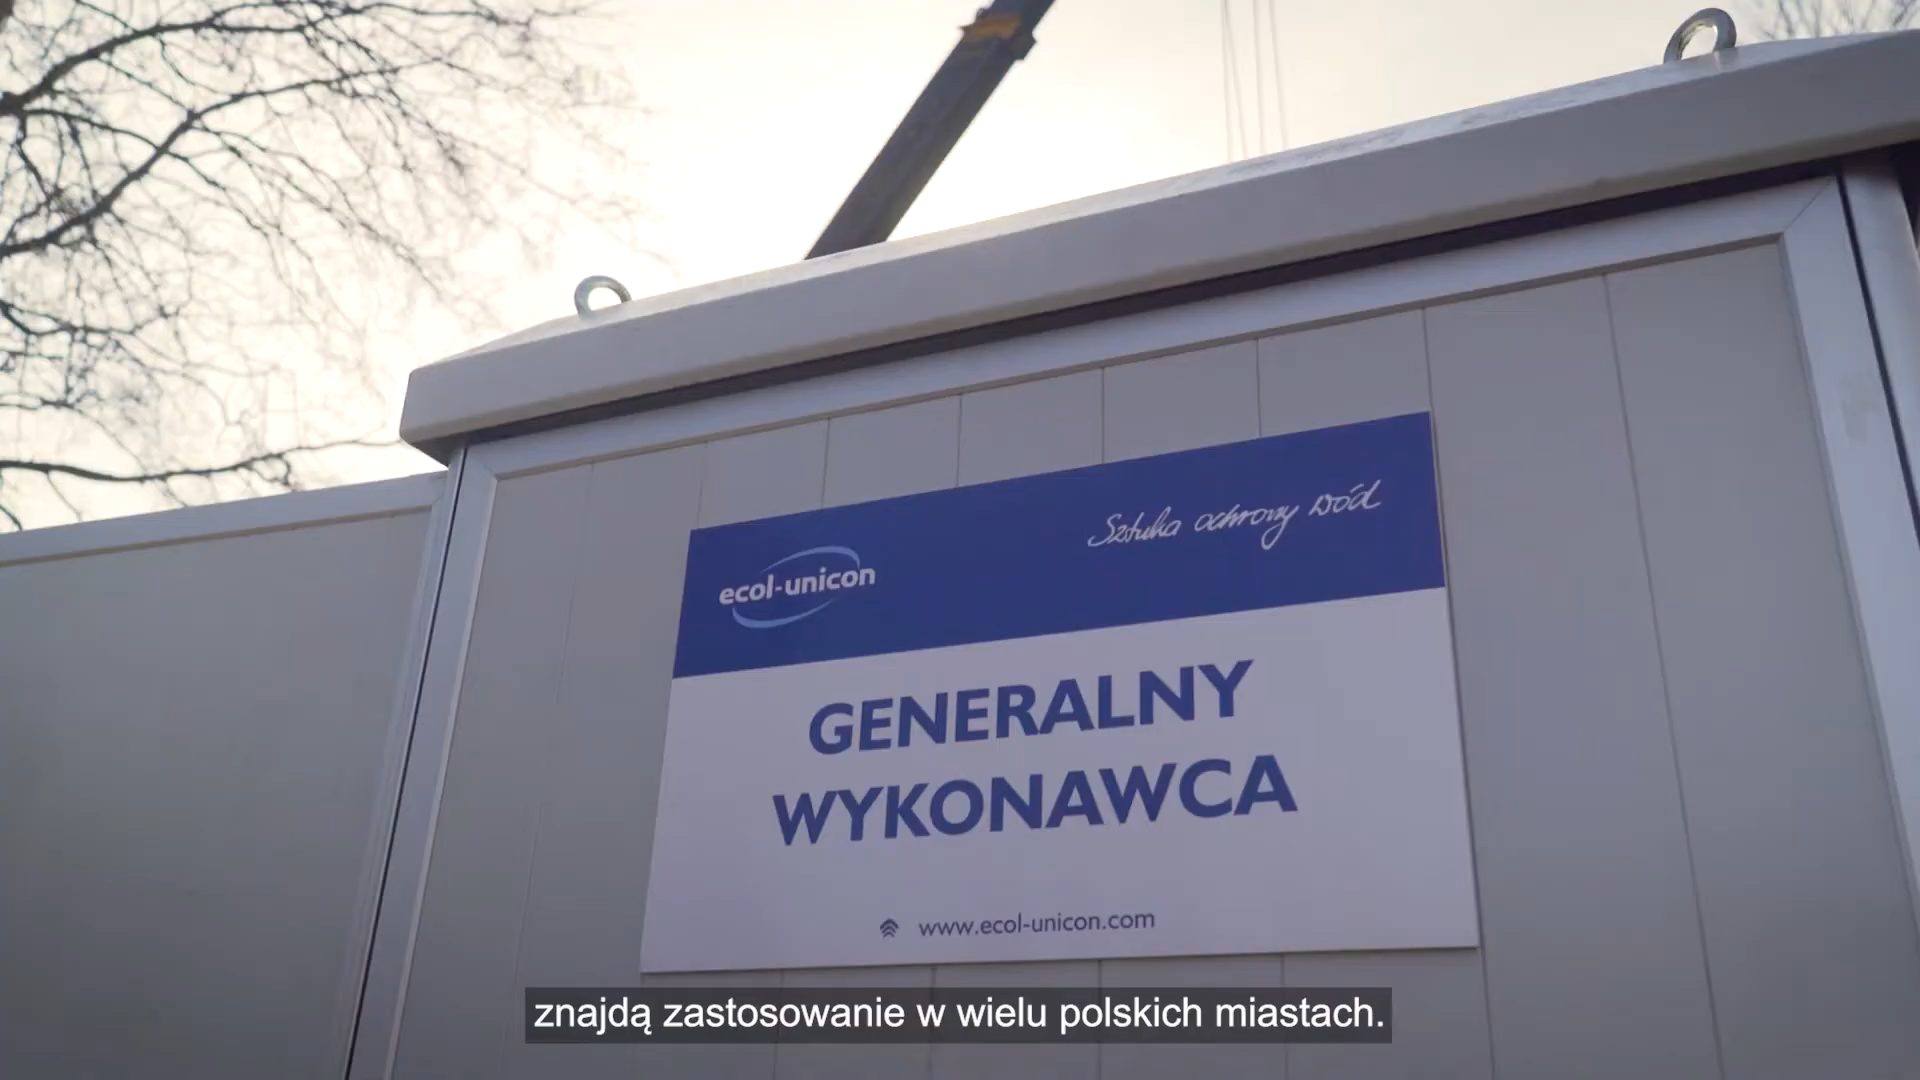 Sztuka ochrony wód
ecol-unicon
GENERALNY
WYKONAWCA
www.ecol-unicon.com
znajdą zastosowanie w wielu polskich miastach.